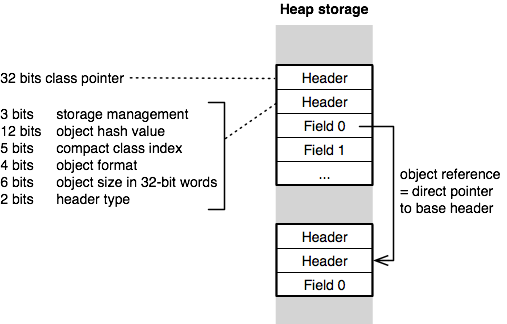 Heap storage
32 bits class pointer
3 bits storage management
12 bits object hash value
5 bits compact class index
4 bits object format
6 bits object size in 32-bit words
2 bits header type
Header
Header
Field 0
Field 1
...
object reference
= direct pointer
to base header
Header
Header
Field 0